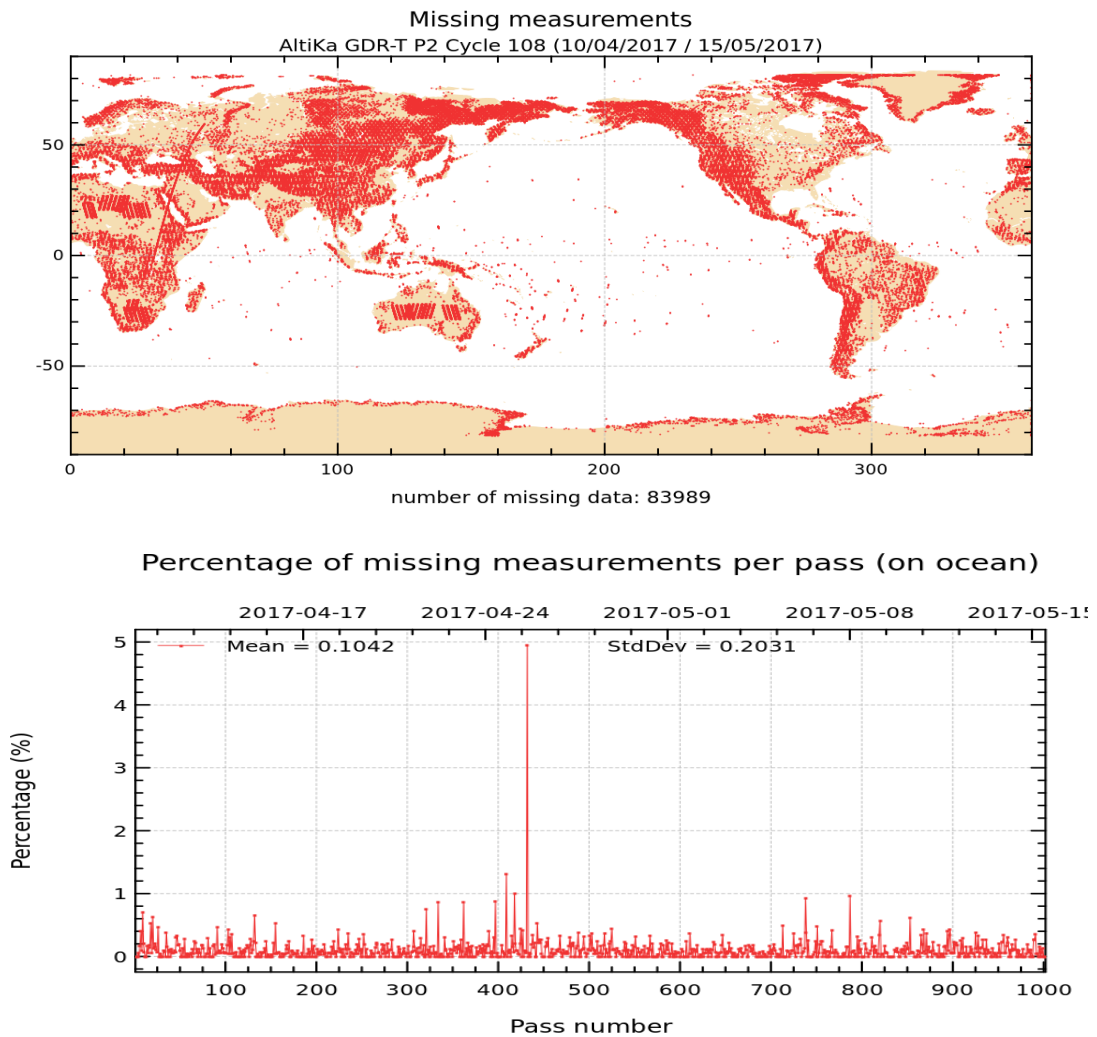 Missing measurements
AltiKa GDR-T P2 Cycle 108 (10/04/2017 / 15/05/2017)
50
0
-50
0 100 200 300
number of missing data: 83989
Percentage of missing measurements per pass (on ocean)
2017-04-17 2017-04-24 2017-05-01 2017-05-08 2017-05-15
Mean = 0.1042 StdDev = 0.2031
5
4
3
2
1
0
Percentage (%)
100 200 300 400 500 600 700 800 900 1000
Pass number